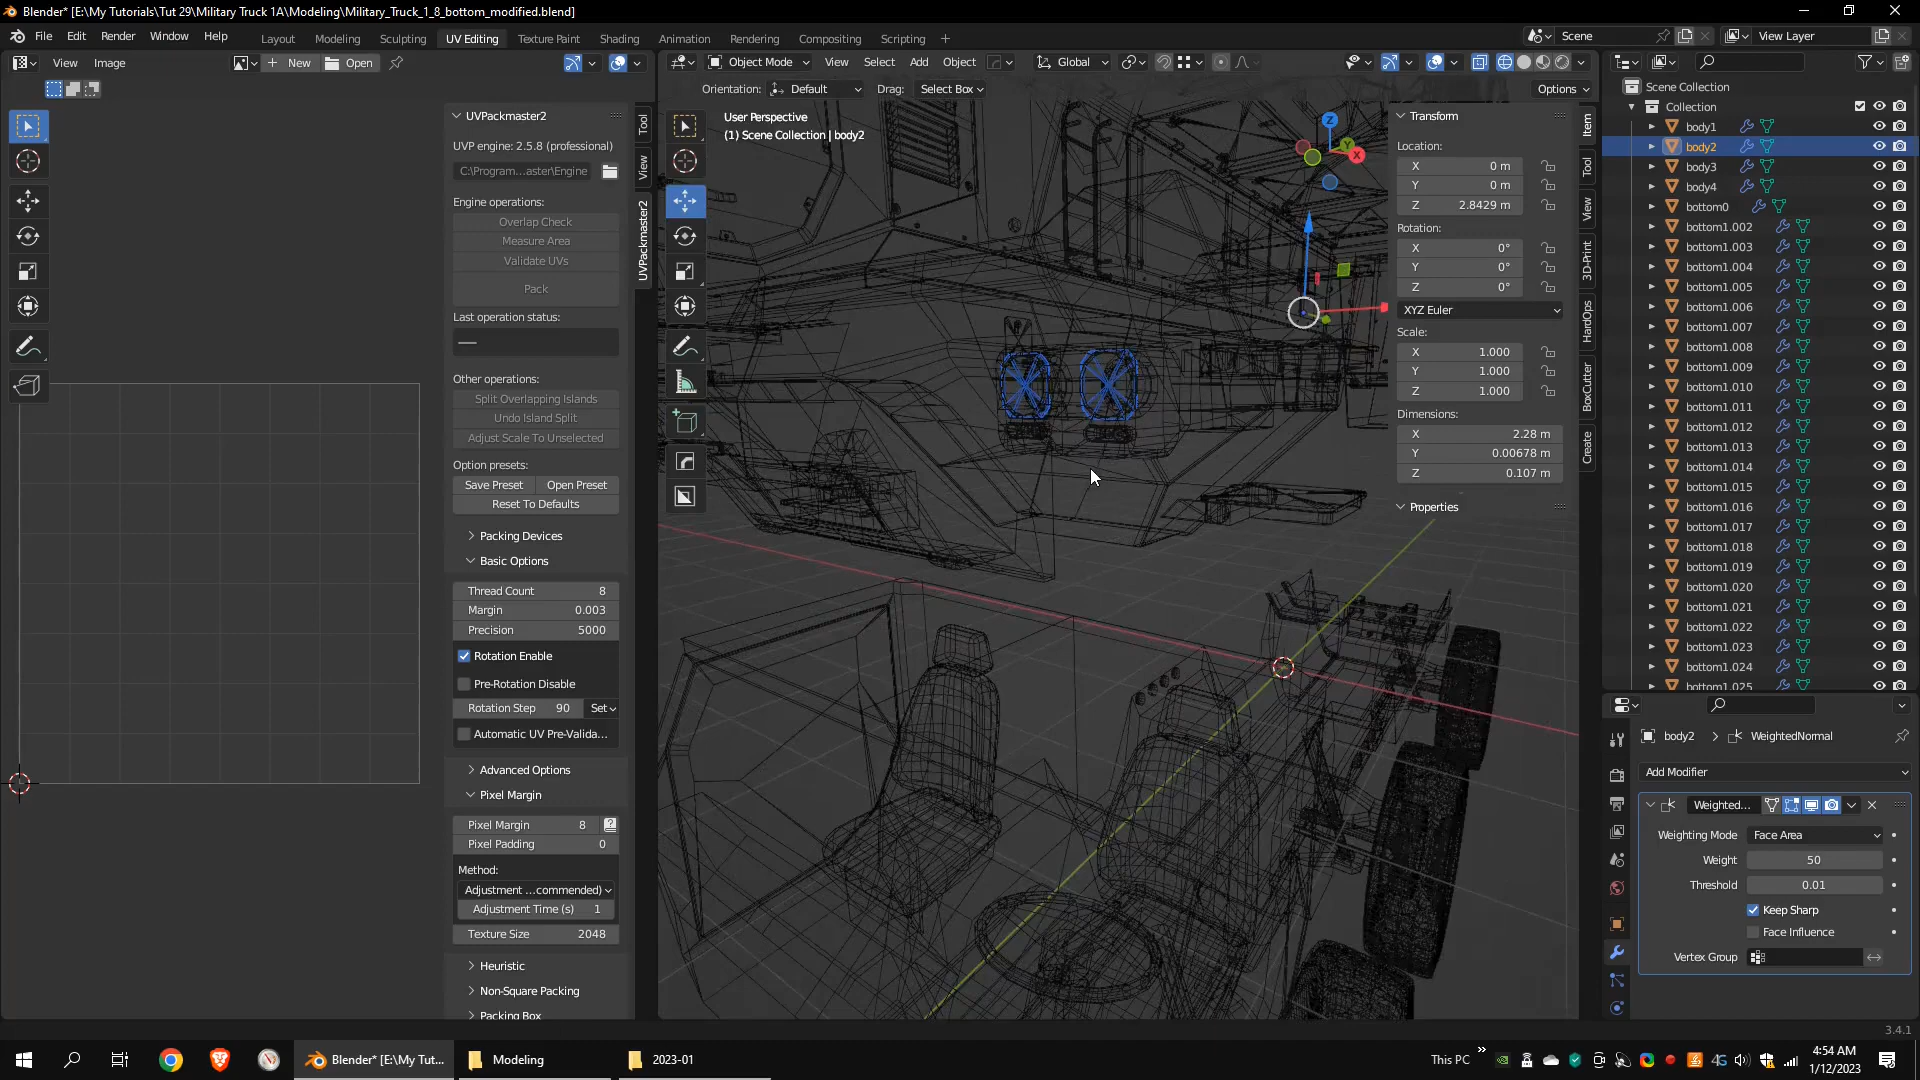 Blender* [E:\My Tutorials\Tut 29\Military Truck 1A\Modeling\Military_Truck_1_8_bottom_modified.blend]
File Edit Render Window Help
Layout Modeling Sculpting UV Editing Texture Paint Shading Animation Rendering Compositing Scripting +
Scene
View Layer
View Image
New
Open
Object Mode
View Select Add Object
Global
Orientation: Default Drag: Select Box
Options
UVPackmaster2
UVP engine: 2.5.8 (professional)
C:\Program...aster\Engine
Engine operations:
Overlap Check
Measure Area
Validate UVs
Pack
Last operation status:
Other operations:
Split Overlapping Islands
Undo Island Split
Adjust Scale To Unselected
Option presets:
Save Preset Open Preset
Reset To Defaults
Packing Devices
Basic Options
Thread Count 8
Margin 0.003
Precision 5000
Rotation Enable
Pre-Rotation Disable
Rotation Step 90 Set
Automatic UV Pre-Valida...
Advanced Options
Pixel Margin
Pixel Margin 8
Pixel Padding 0
Method:
Adjustment ...commended)
Adjustment Time (s) 1
Texture Size 2048
Heuristic
Non-Square Packing
Packing Box
Tool
View
UVPackmaster2
User Perspective
(1) Scene Collection | body2
Z
Y
X
Transform
Location:
X 0 m
Y 0 m
Z 2.8429 m
Rotation:
X 0°
Y 0°
Z 0°
XYZ Euler
Scale:
X 1.000
Y 1.000
Z 1.000
Dimensions:
X 2.28 m
Y 0.00678 m
Z 0.107 m
Properties
Item
Tool
View
3D-Print
HardOps
BoxCutter
Create
Scene Collection
Collection
body1
body2
body3
body4
bottom0
bottom1.002
bottom1.003
bottom1.004
bottom1.005
bottom1.006
bottom1.007
bottom1.008
bottom1.009
bottom1.010
bottom1.011
bottom1.012
bottom1.013
bottom1.014
bottom1.015
bottom1.016
bottom1.017
bottom1.018
bottom1.019
bottom1.020
bottom1.021
bottom1.022
bottom1.023
bottom1.024
bottom1.025
body2 > WeightedNormal
Add Modifier
Weighted...
Weighting Mode Face Area
Weight 50
Threshold 0.01
Keep Sharp
Face Influence
Vertex Group
3.4.1
Blender* [E:\My Tut...
Modeling
2023-01
This PC
4G
4:54 AM
1/12/2023